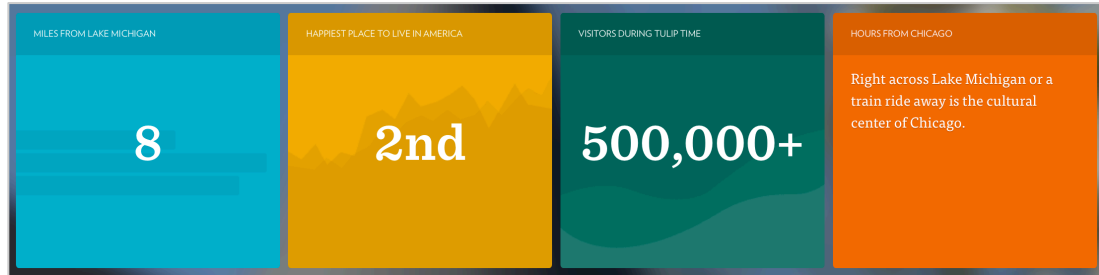 MILES FROM LAKE MICHIGAN
8
HAPPIEST PLACE TO LIVE IN AMERICA
2nd
VISITORS DURING TULIP TIME
500,000+
HOURS FROM CHICAGO
Right across Lake Michigan or a
train ride away is the cultural
center of Chicago.